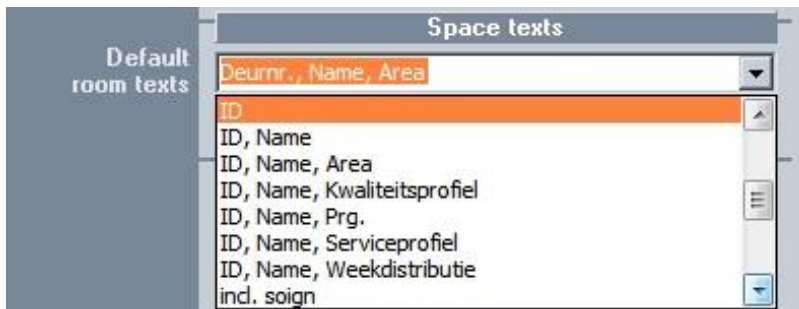 Space texts
Default
room texts
Deurnr., Name, Area
ID
ID, Name
ID, Name, Area
ID, Name, Kwaliteitsprofiel
ID, Name, Prg.
ID, Name, Serviceprofiel
ID, Name, Weekdistributie
incl. soign